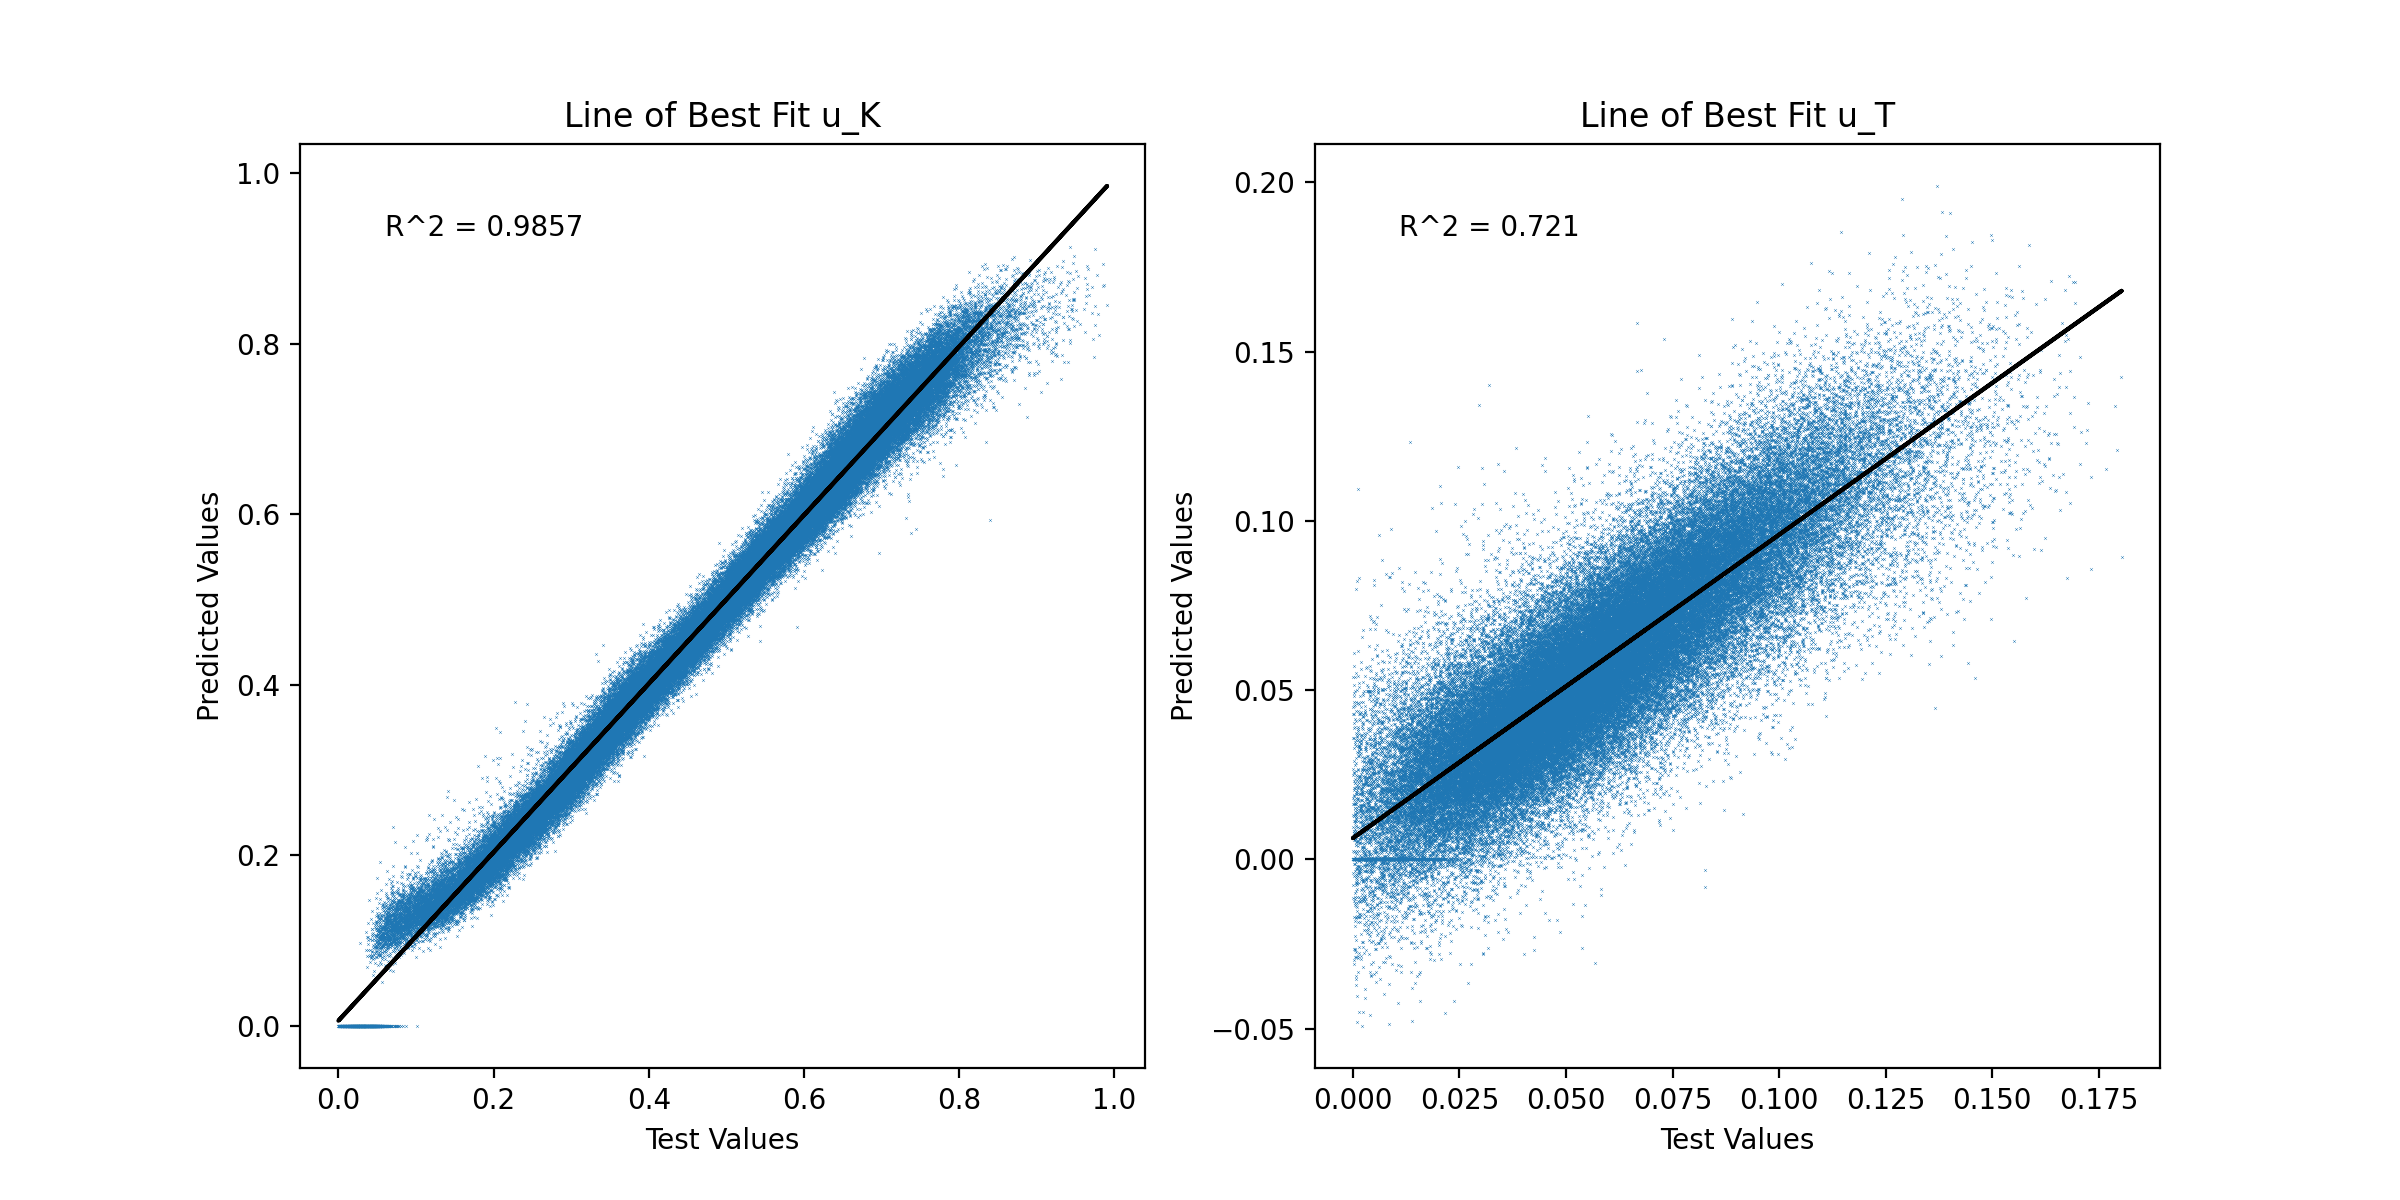 Line of Best Fit u_K
R^2 = 0.9857
Predicted Values
1.0
0.8
0.6
0.4
0.2
0.0
0.0 0.2 0.4 0.6 0.8 1.0
Test Values
Line of Best Fit u_T
R^2 = 0.721
Predicted Values
0.20
0.15
0.10
0.05
0.00
−0.05
0.000 0.025 0.050 0.075 0.100 0.125 0.150 0.175
Test Values